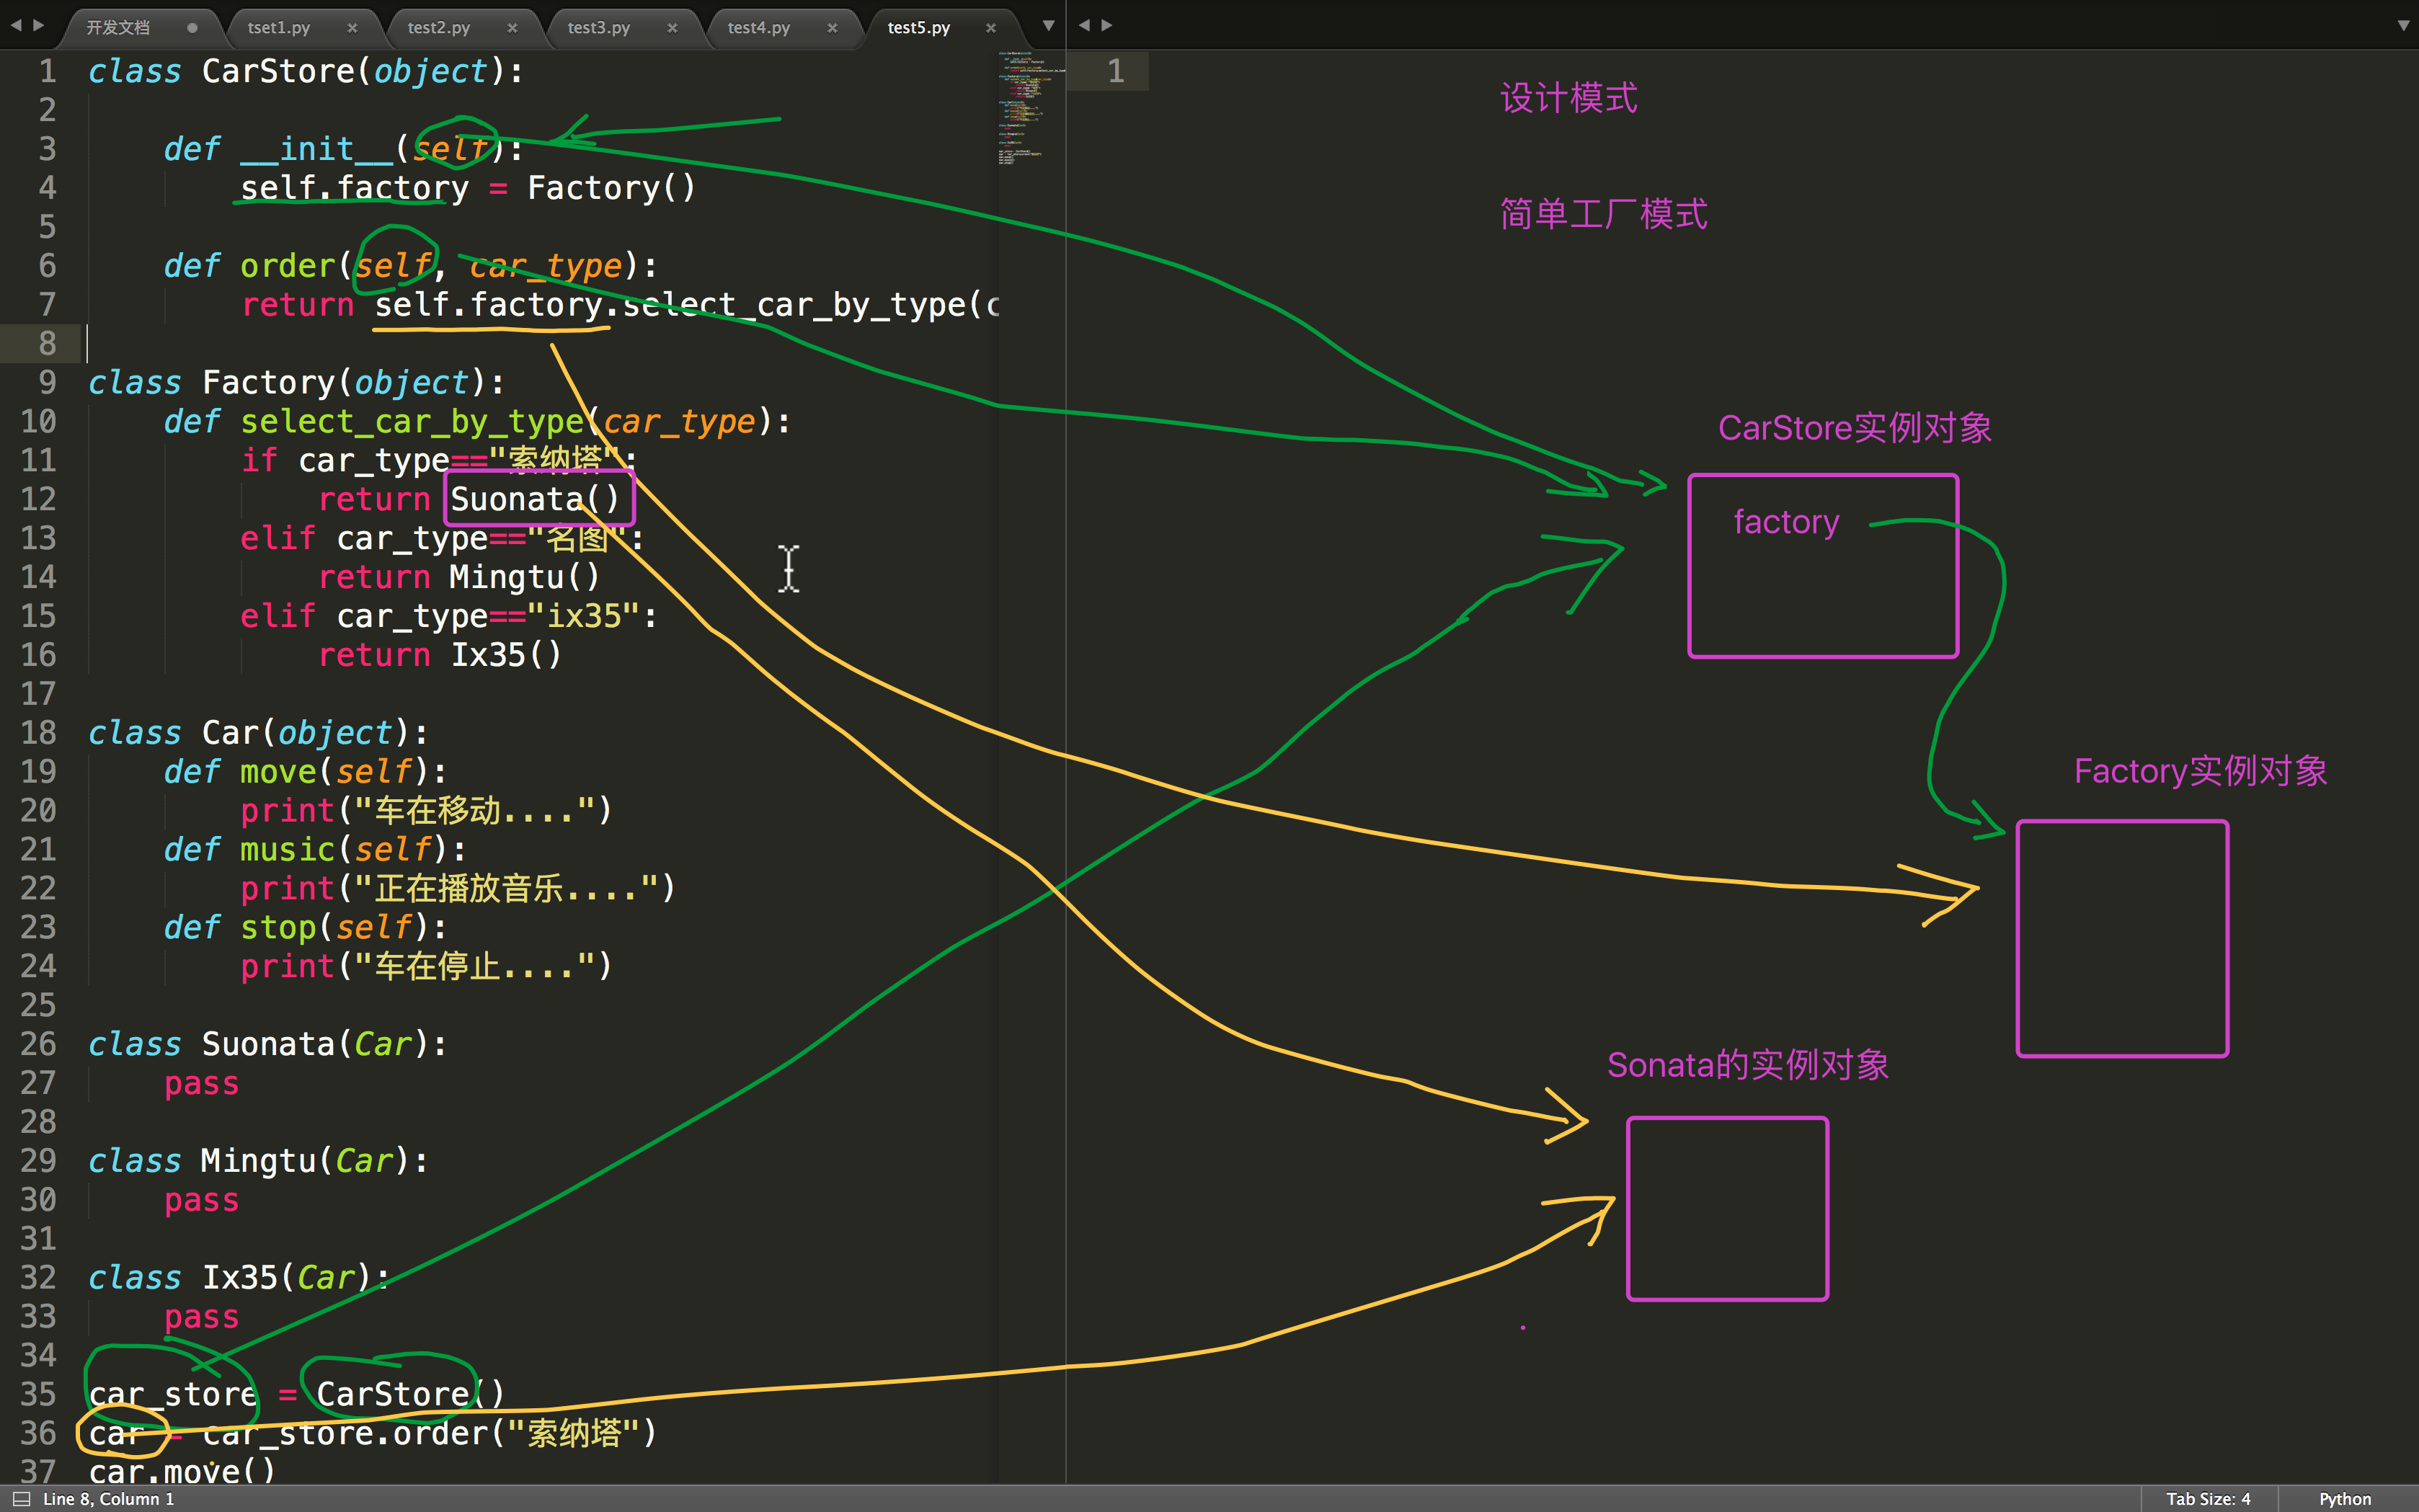 开发文档
tset1.py
test2.py
test3.py
test4.py
test5.py
1 class CarStore(object):
2
3 def __init__(self):
4 self.factory = Factory()
5
6 def order(self, car_type):
7 return self.factory.select_car_by_type(c
8
9 class Factory(object):
10 def select_car_by_type(car_type):
11 if car_type=="索纳塔":
12 return Suonata()
13 elif car_type=="名图":
14 return Mingtu()
15 elif car_type=="ix35":
16 return Ix35()
17
18 class Car(object):
19 def move(self):
20 print("车在移动....")
21 def music(self):
22 print("正在播放音乐....")
23 def stop(self):
24 print("车在停止....")
25
26 class Suonata(Car):
27 pass
28
29 class Mingtu(Car):
30 pass
31
32 class Ix35(Car):
33 pass
34
35 car_store = CarStore()
36 car = car_store.order("索纳塔")
37 car.move()
1
设计模式
简单工厂模式
CarStore实例对象
factory
Factory实例对象
Sonata的实例对象
Line 8, Column 1
Tab Size: 4
Python